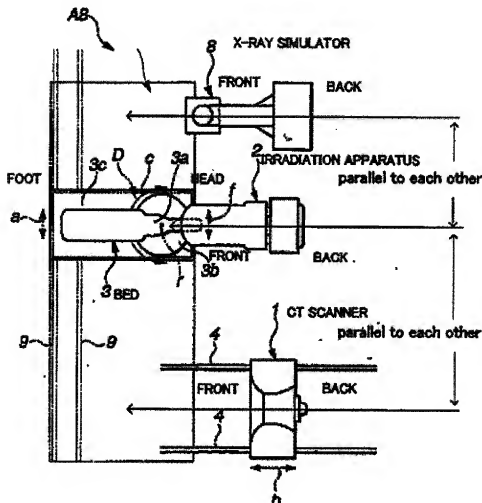 A8
8
X-RAY SIMULATOR
FRONT
BACK
D c 3a
2
FOOT
3c
HEAD
f
IRRADIATION APPARATUS
parallel to each other
a
FRONT
BACK
r
3b
3 BED
1
CT SCANNER
parallel to each other
9
9
4
FRONT
BACK
4
b